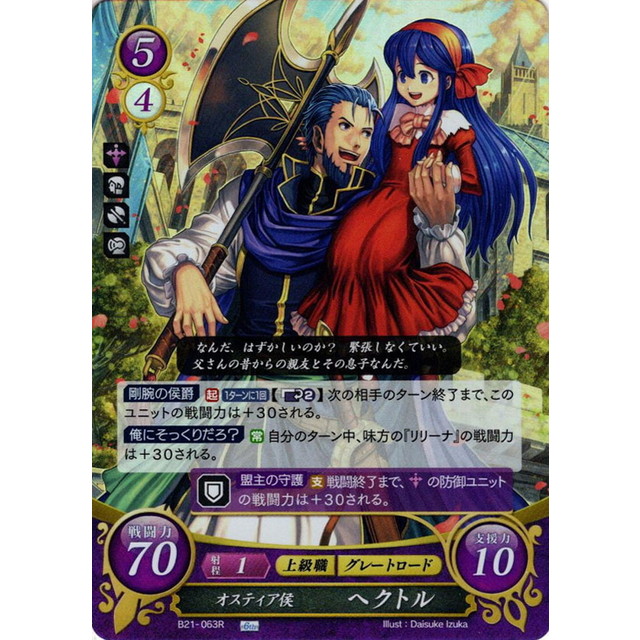 5
4
なんだ、はずかしいのか？　緊張しなくていい。
父さんの昔からの親友とその息子なんだ。
剛腕の侯爵 起 1ターンに1回【2】次の相手のターン終了まで、この
ユニットの戦闘力は＋30される。
俺にそっくりだろ？ 常 自分のターン中、味方の『リリーナ』の戦闘力
は＋30される。
盟主の守護 支 戦闘終了まで、の防御ユニット
の戦闘力は＋30される。
戦闘力
70
射程 1
上級職 グレートロード
支援力
10
オスティア侯 ヘクトル
B21-063R
Illust : Daisuke Izuka